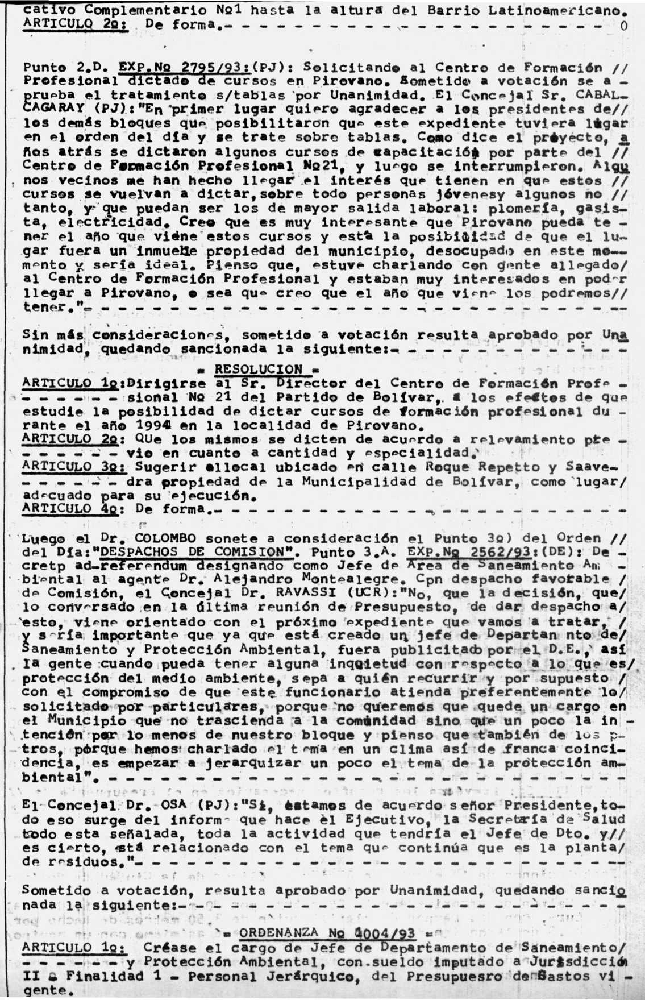 cativo Complementario Nº1 hasta la altura del Barrio Latinoamericano.
ARTICULO 2º: De forma.- - - - - - - - - - - - - - - - - - - - - - - 0
Punto 2.D. EXP.Nº 2795/93:(PJ): Solicitando al Centro de Formación //
Profesional dictado de cursos en Pirovano. Sometido a votación se a -
prueba el tratamiento s/tablas por Unanimidad. El Concejal Sr. CABAL-
CAGARAY (PJ):"En primer lugar quiero agradecer a los presidentes de//
los demás bloques que posibilitaron que este expediente tuviera lugar
en el orden del día y se trate sobre tablas. Como dice el proyecto, a
ños atrás se dictaron algunos cursos de capacitación por parte del //
Centro de Formación Profesional Nº21, y luego se interrumpieron. Algu
nos vecinos me han hecho llegar el interés que tienen en que estos //
cursos se vuelvan a dictar,sobre todo personas jóvenesy algunos no //
tanto, y que puedan ser los de mayor salida laboral: plomería, gasis-
ta, electricidad. Creo que es muy interesante que Pirovano pueda te -
ner el año que viene estos cursos y está la posibilidad de que el lu-
gar fuera un inmueble propiedad del municipio, desocupado en este mo--
mento y sería ideal. Pienso que, estuve charlando con gente allegado/
al Centro de Formación Profesional y estaban muy interesados en poder
llegar a Pirovano, o sea que creo que el año que viene los podremos//
tener."- - - - - - - - - - - - - - - - - - - - - - - - - - - - - - --
Sin más consideraciones, sometido a votación resulta aprobado por Una
nimidad, quedando sancionada la siguiente:- - - - - - - - - - - - - -
= RESOLUCION =
ARTICULO 1º:Dirigirse al Sr. Director del Centro de Formación Profe -
- - - - - - sional Nº 21 del Partido de Bolívar, a los efectos de que
estudie la posibilidad de dictar cursos de formación profesional du -
rante el año 1994 en la localidad de Pirovano.
ARTICULO 2º: QUe los mismos se dicten de acuerdo a relevamiento pre -
- - - - - - vio en cuanto a cantidad y especialidad.
ARTICULO 3º: Sugerir ellocal ubicado en calle Roque Repetto y Saave-
- - - - - - dra propiedad de la Municipalidad de Bolívar, como lugar/
adecuado para su ejecución.
ARTICULO 4º: De forma.- - - - - - - - - - - - - - - - - - - - - - - -
Luego el Dr. COLOMBO sonete a consideración el Punto 3º) del Orden //
del Día:"DESPACHOS DE COMISION". Punto 3.A. EXP.Nº 2562/93:(DE): De -
cretp ad-referendum designando como Jefe de Area de Saneamiento Am -
biental al agente Dr. Alejandro Montealegre. Cpn despacho favorable /
de Comisión, el Concejal Dr. RAVASSI (UCR):"No, que la decisión, que/
lo conversado en la última reunión de Presupuesto, de dar despacho a/
esto, viene orientado con el próximo expediente que vamos a tratar, /
y sería importante que ya que está creado un jefe de Departan nto de/
Saneamiento y Protección Ambiental, fuera publicitado por el D.E., así
la gente cuando pueda tener alguna inquietud con respecto a lo que es/
protección del medio ambiente, sepa a quién recurrir y por supuesto /
con el compromiso de que este funcionario atienda preferentemente lo/
solicitado por particulares, porque no queremos que quede un cargo en
el Municipio que no trascienda a la comunidad sino que un poco la in -
tención por lo menos de nuestro bloque y pienso que también de los p-
tros, porque hemos charlado el tema en un clima así de franca coinci-
dencia, es empezar a jerarquizar un poco el tema de la protección am-
biental". - - - - - - - - - - - - - - - - - - - - - - - - - - - - - -
El Concejal Dr. OSA (PJ):"Si, estamos de acuerdo señor Presidente,to-
do eso surge del informe que hace el Ejecutivo, la Secretaría de Salud
todo esta señalada, toda la actividad que tendría el Jefe de Dto. y//
es cierto, está relacionado con el tema que continúa que es la planta/
de residuos."- - - - - - - - - - - - - - - - - - - - - - - - - - - --
Sometido a votación, resulta aprobado por Unanimidad, quedando sancio
nada la siguiente:- - - - - - - - - - - - - - - - - - - - - - - - - -
= ORDENANZA Nº 1004/93 =
ARTICULO 1º: Créase el cargo de Jefe de Departamento de Saneamiento/
- - - - - - y Protección Ambiental, con sueldo imputado a Jurisdicción
II - Finalidad 1 - Personal Jerárquico, del Presupuesro de Gastos vi -
gente.